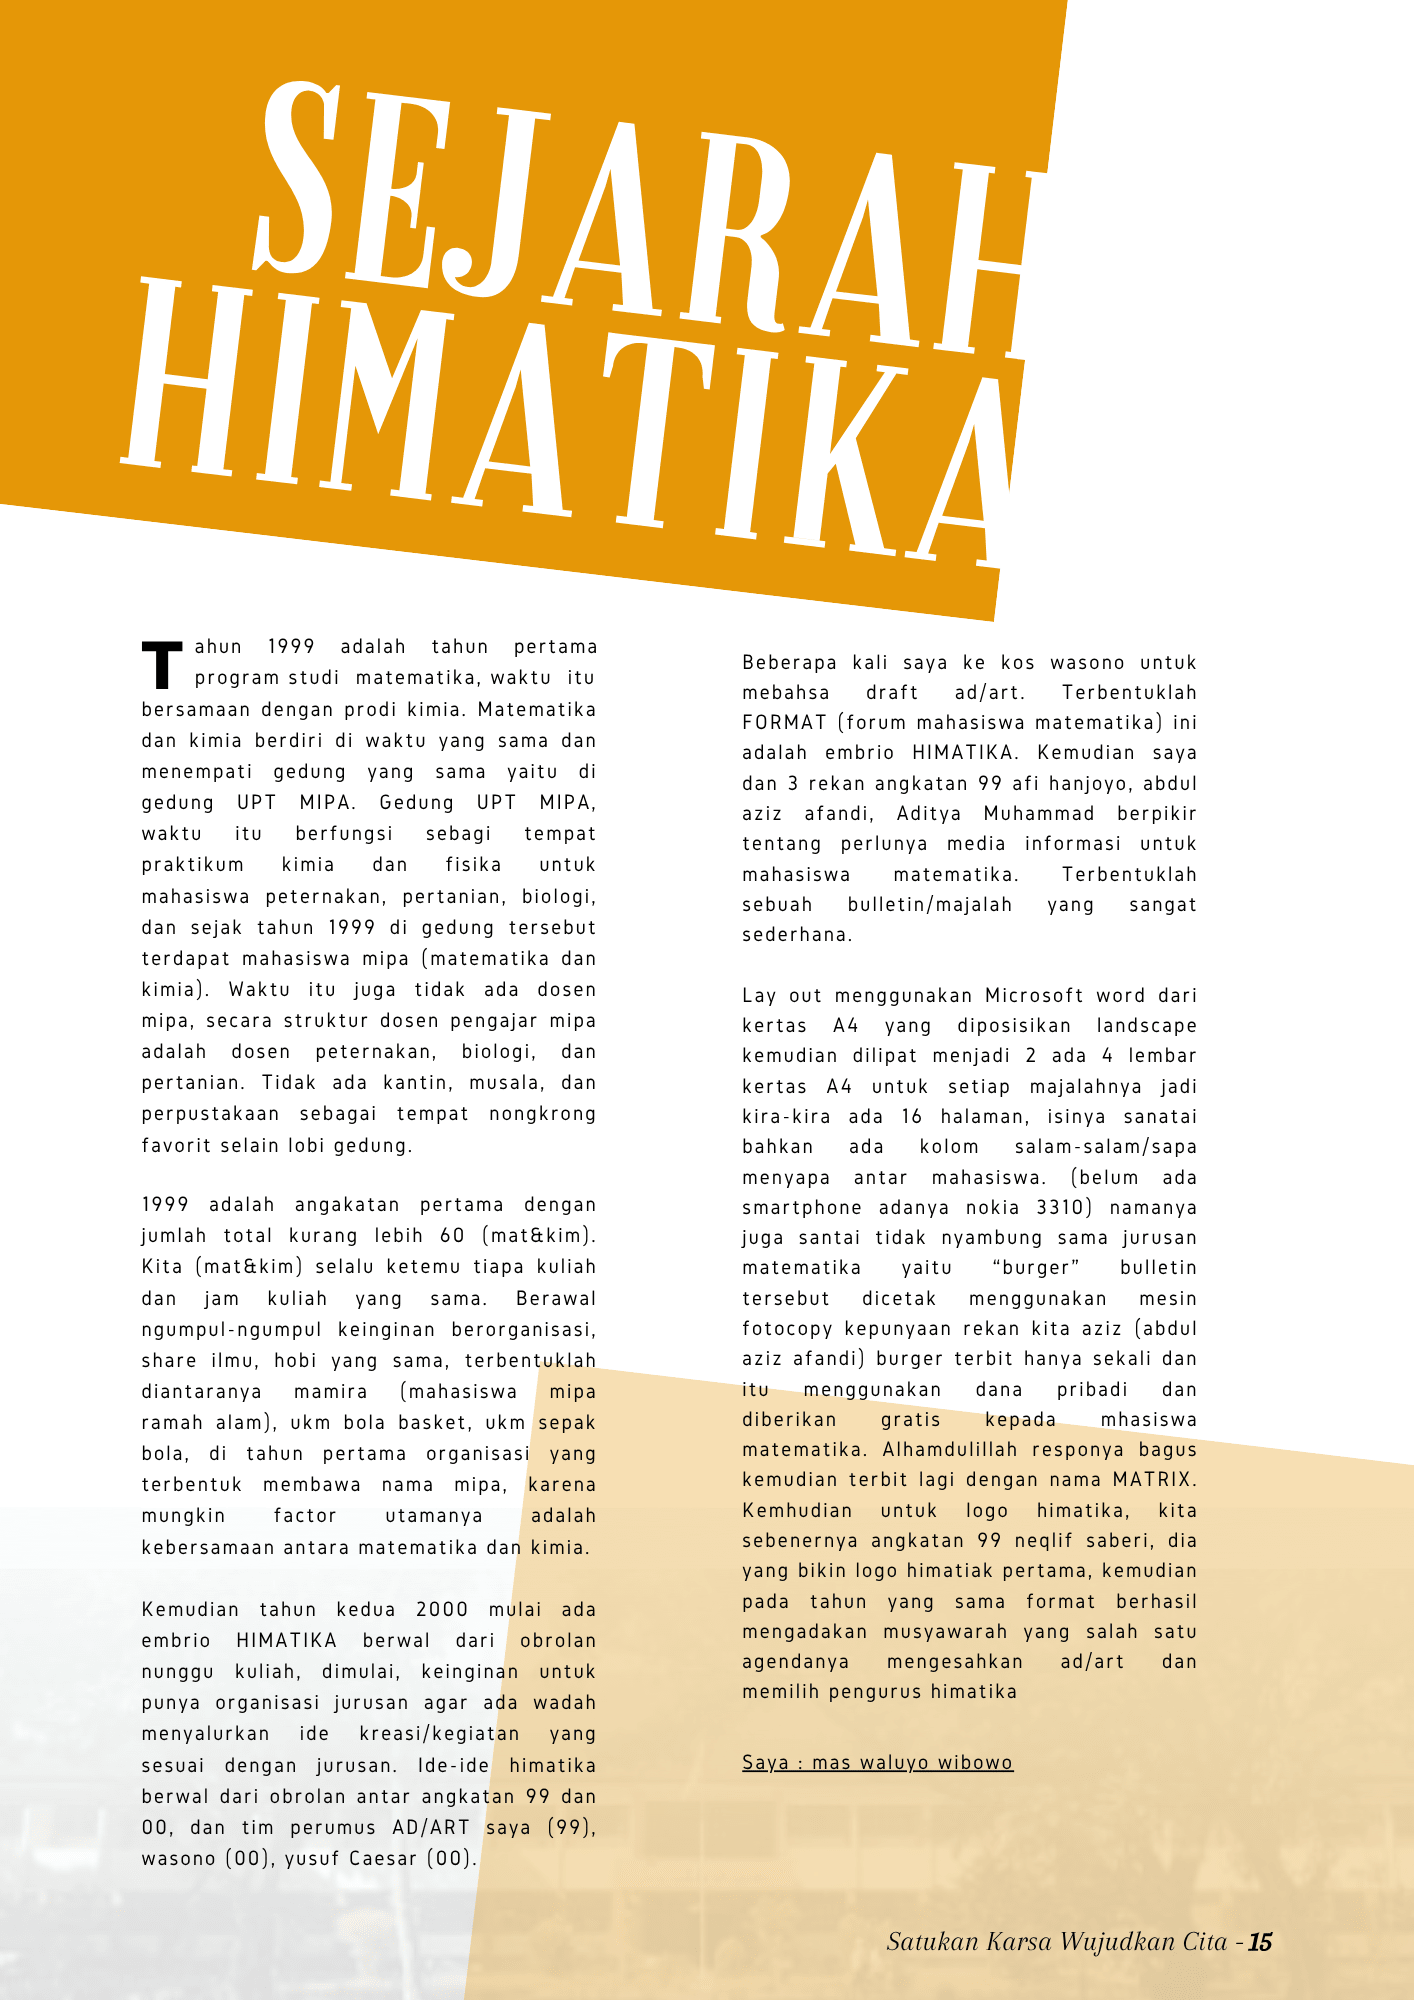 SEJARAH
HIMATIKA
Tahun 1999 adalah tahun pertama
program studi matematika, waktu itu
bersamaan dengan prodi kimia. Matematika
dan kimia berdiri di waktu yang sama dan
menempati gedung yang sama yaitu di
gedung UPT MIPA. Gedung UPT MIPA,
waktu itu berfungsi sebagi tempat
praktikum kimia dan fisika untuk
mahasiswa peternakan, pertanian, biologi,
dan sejak tahun 1999 di gedung tersebut
terdapat mahasiswa mipa (matematika dan
kimia). Waktu itu juga tidak ada dosen
mipa, secara struktur dosen pengajar mipa
adalah dosen peternakan, biologi, dan
pertanian. Tidak ada kantin, musala, dan
perpustakaan sebagai tempat nongkrong
favorit selain lobi gedung.
1999 adalah angakatan pertama dengan
jumlah total kurang lebih 60 (mat&kim).
Kita (mat&kim) selalu ketemu tiapa kuliah
dan jam kuliah yang sama. Berawal
ngumpul-ngumpul keinginan berorganisasi,
share ilmu, hobi yang sama, terbentuklah
diantaranya mamira (mahasiswa mipa
ramah alam), ukm bola basket, ukm sepak
bola, di tahun pertama organisasi yang
terbentuk membawa nama mipa, karena
mungkin factor utamanya adalah
kebersamaan antara matematika dan kimia.
Kemudian tahun kedua 2000 mulai ada
embrio HIMATIKA berwal dari obrolan
nunggu kuliah, dimulai, keinginan untuk
punya organisasi jurusan agar ada wadah
menyalurkan ide kreasi/kegiatan yang
sesuai dengan jurusan. Ide-ide himatika
berwal dari obrolan antar angkatan 99 dan
00, dan tim perumus AD/ART saya (99),
wasono (00), yusuf Caesar (00).
Beberapa kali saya ke kos wasono untuk
mebahsa draft ad/art. Terbentuklah
FORMAT (forum mahasiswa matematika) ini
adalah embrio HIMATIKA. Kemudian saya
dan 3 rekan angkatan 99 afi hanjoyo, abdul
aziz afandi, Aditya Muhammad berpikir
tentang perlunya media informasi untuk
mahasiswa matematika. Terbentuklah
sebuah bulletin/majalah yang sangat
sederhana.
Lay out menggunakan Microsoft word dari
kertas A4 yang diposisikan landscape
kemudian dilipat menjadi 2 ada 4 lembar
kertas A4 untuk setiap majalahnya jadi
kira-kira ada 16 halaman, isinya sanatai
bahkan ada kolom salam-salam/sapa
menyapa antar mahasiswa. (belum ada
smartphone adanya nokia 3310) namanya
juga santai tidak nyambung sama jurusan
matematika yaitu “burger” bulletin
tersebut dicetak menggunakan mesin
fotocopy kepunyaan rekan kita aziz (abdul
aziz afandi) burger terbit hanya sekali dan
itu menggunakan dana pribadi dan
diberikan gratis kepada mhasiswa
matematika. Alhamdulillah responya bagus
kemudian terbit lagi dengan nama MATRIX.
Kemhudian untuk logo himatika, kita
sebenernya angkatan 99 neqlif saberi, dia
yang bikin logo himatiak pertama, kemudian
pada tahun yang sama format berhasil
mengadakan musyawarah yang salah satu
agendanya mengesahkan ad/art dan
memilih pengurus himatika
Saya : mas waluyo wibowo
Satukan Karsa Wujudkan Cita - 15